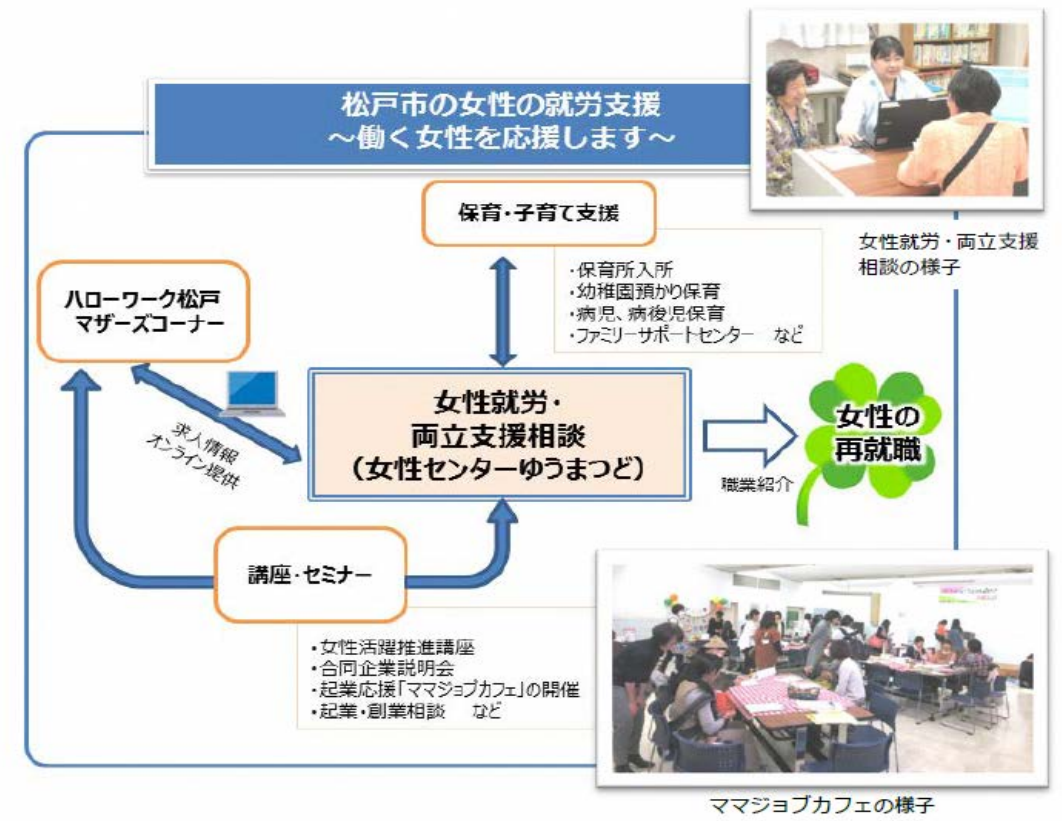 松戸市の女性の就労支援
～働く女性を応援します～
女性就労・両立支援
相談の様子
保育・子育て支援
・保育所入所
・幼稚園預かり保育
・病児、病後児保育
・ファミリーサポートセンター　など
ハローワーク松戸
マザーズコーナー
求人情報
オンライン提供
女性就労・
両立支援相談
（女性センターゆうまつど）
職業紹介
女性の
再就職
講座・セミナー
・女性活躍推進講座
・合同企業説明会
・起業応援「ママジョブカフェ」の開催
・起業・創業相談　など
ママジョブカフェの様子